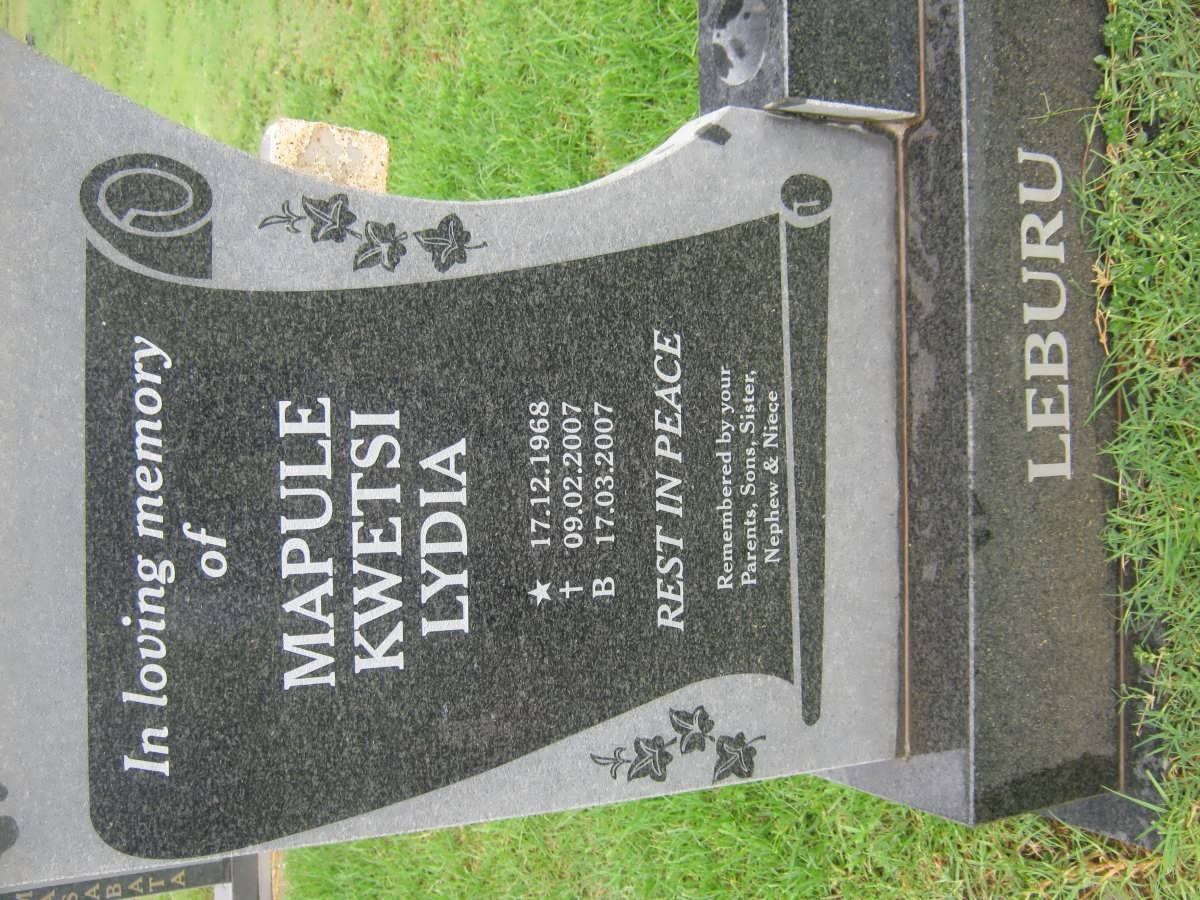 In loving memory
of
MAPULE
KWETSI
LYDIA
★ 17.12.1968
† 09.02.2007
B 17.03.2007
REST IN PEACE
Remembered by your
Parents, Sons, Sister,
Nephew & Niece
LEBURU